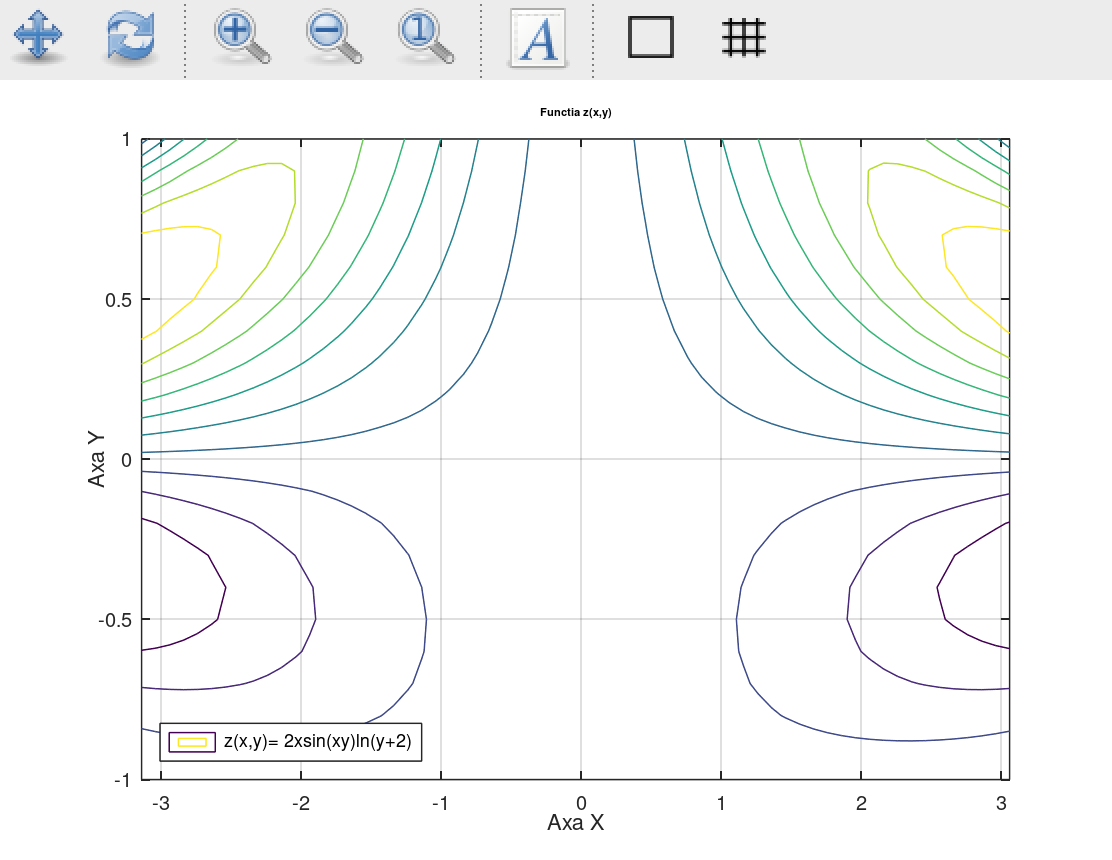 1
A
Functia z(x,y)
1
0.5
0
-0.5
-1
Axa Y
z(x,y)= 2xsin(xy)ln(y+2)
-3 -2 -1 0 1 2 3
Axa X